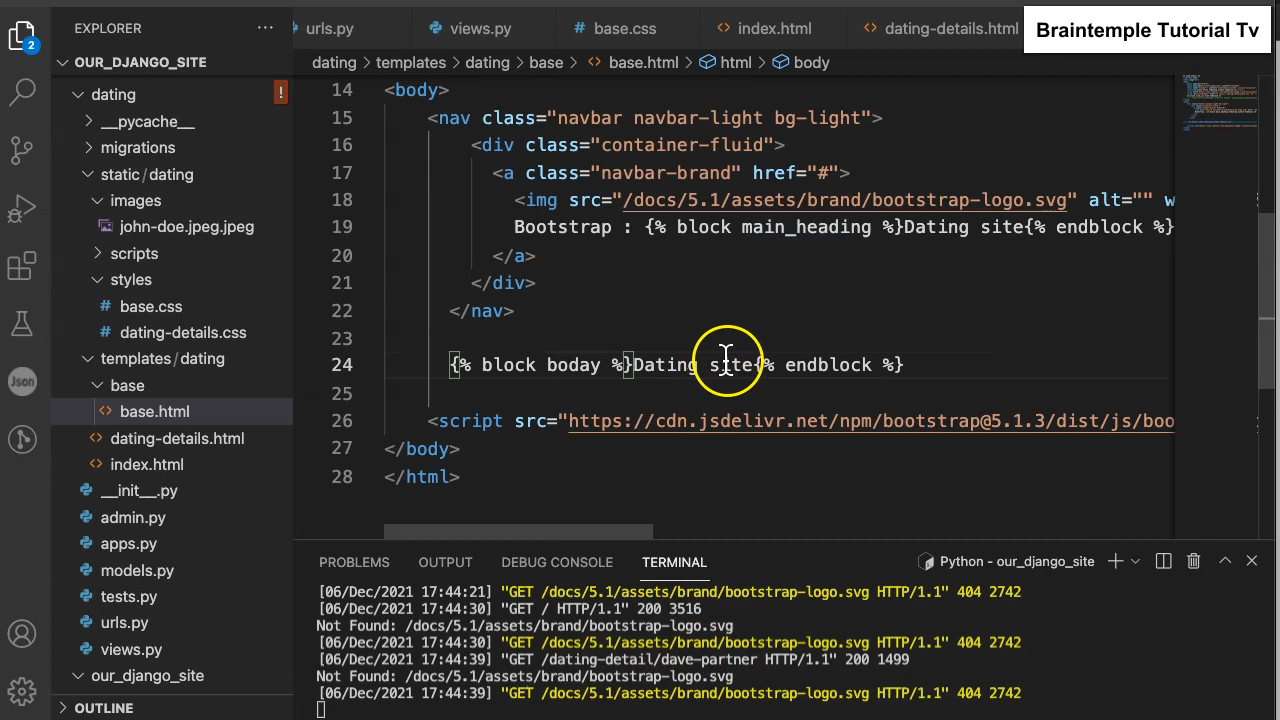 EXPLORER
OUR_DJANGO_SITE
dating
__pycache__
migrations
static / dating
images
john-doe.jpeg.jpeg
scripts
styles
base.css
dating-details.css
templates / dating
base
base.html
dating-details.html
index.html
__init__.py
admin.py
apps.py
models.py
tests.py
urls.py
views.py
our_django_site
OUTLINE
2
Json
urls.py views.py base.css index.html dating-details.html
Braintemple Tutorial Tv
dating > templates > dating > base > base.html > html > body
14 <body>
15 <nav class="navbar navbar-light bg-light">
16 <div class="container-fluid">
17 <a class="navbar-brand" href="#">
18 <img src="/docs/5.1/assets/brand/bootstrap-logo.svg" alt="" w
19 Bootstrap : {% block main_heading %}Dating site{% endblock %}
20 </a>
21 </div>
22 </nav>
23
24 {% block boday %}Dating site{% endblock %}
25
26 <script src="https://cdn.jsdelivr.net/npm/bootstrap@5.1.3/dist/js/boo
27 </body>
28 </html>
PROBLEMS OUTPUT DEBUG CONSOLE TERMINAL Python - our_django_site
[06/Dec/2021 17:44:21] "GET /docs/5.1/assets/brand/bootstrap-logo.svg HTTP/1.1" 404 2742
[06/Dec/2021 17:44:30] "GET / HTTP/1.1" 200 3516
Not Found: /docs/5.1/assets/brand/bootstrap-logo.svg
[06/Dec/2021 17:44:30] "GET /docs/5.1/assets/brand/bootstrap-logo.svg HTTP/1.1" 404 2742
[06/Dec/2021 17:44:39] "GET /dating-detail/dave-partner HTTP/1.1" 200 1499
Not Found: /docs/5.1/assets/brand/bootstrap-logo.svg
[06/Dec/2021 17:44:39] "GET /docs/5.1/assets/brand/bootstrap-logo.svg HTTP/1.1" 404 2742